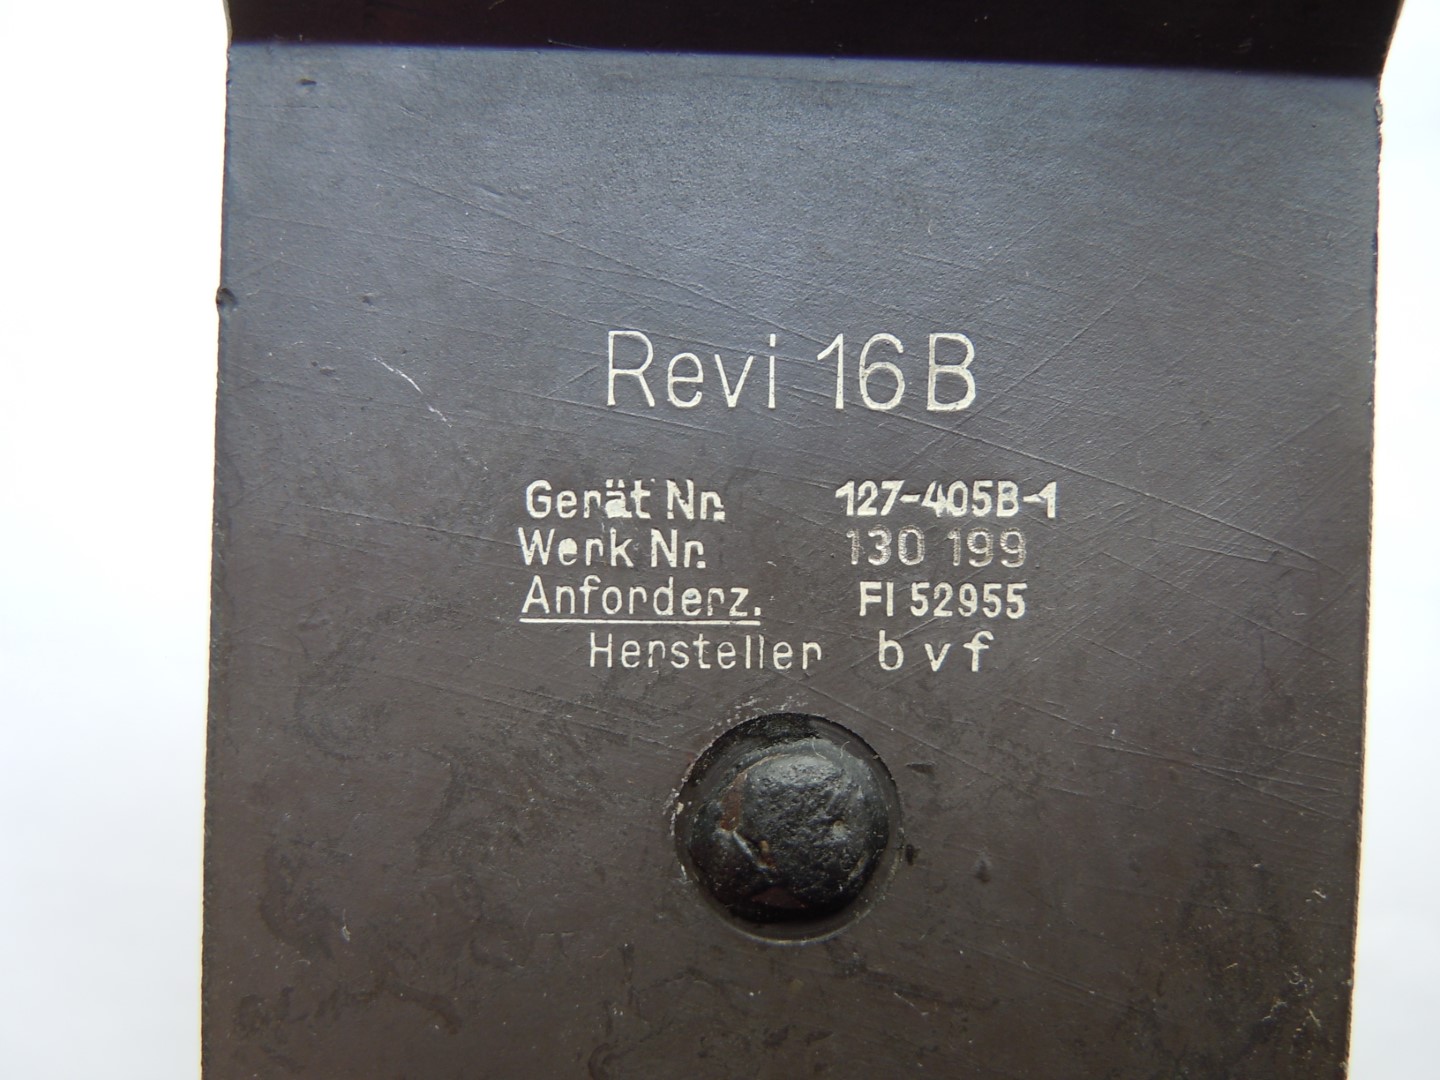 Revi 16B
Gerät Nr. 127-405B-1
Werk Nr. 130 199
Anforderz. Fl 52955
Hersteller bvf